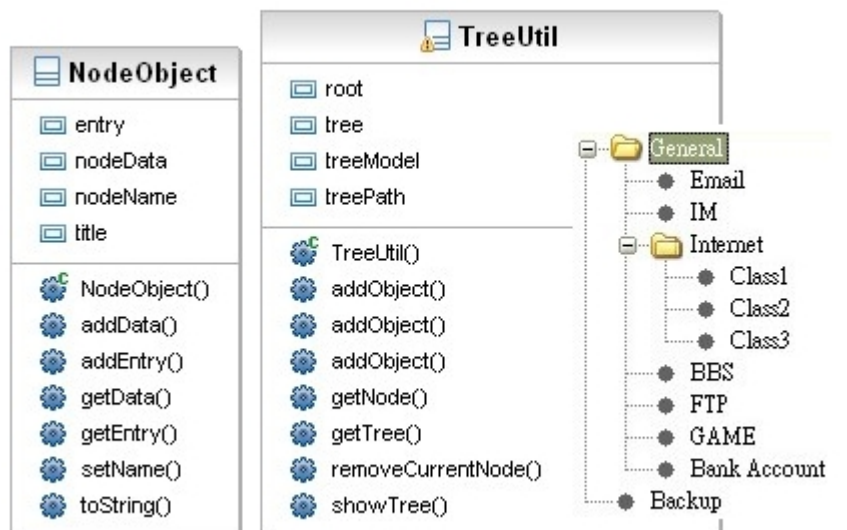 NodeObject
entry
nodeData
nodeName
title
NodeObject()
addData()
addEntry()
getData()
getEntry()
setName()
toString()
TreeUtil
root
tree
treeModel
treePath
TreeUtil()
addObject()
addObject()
addObject()
getNode()
getTree()
removeCurrentNode()
showTree()
General
Email
IM
Internet
Class1
Class2
Class3
BBS
FTP
GAME
Bank Account
Backup